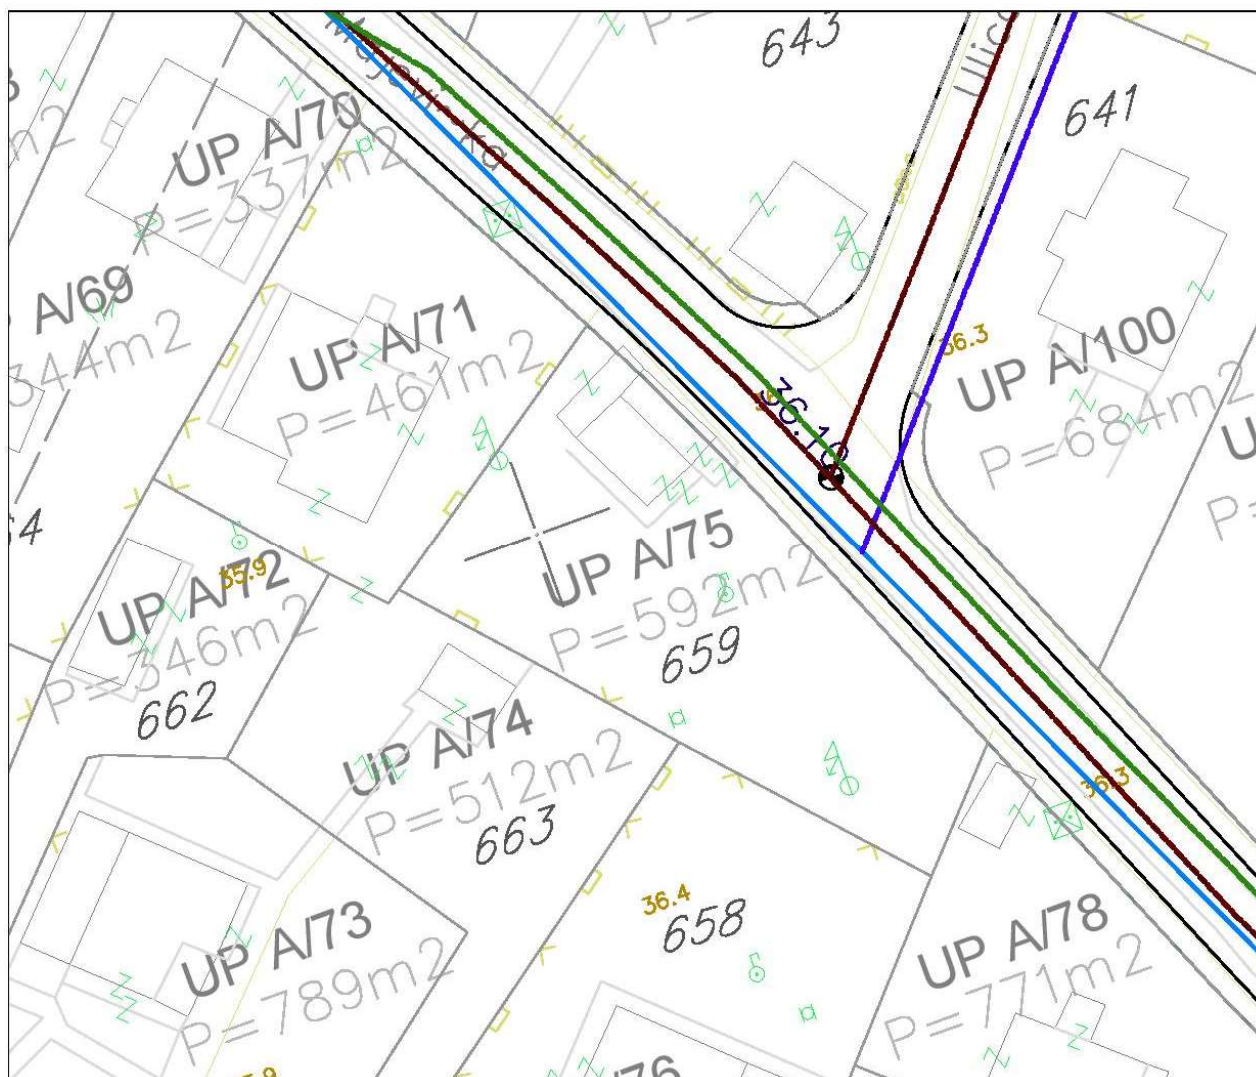 643
641
UP A/70
P=337m2
A/69
344m2
UP A/71
P=461m2
36.3
UP A/100
P=684m2
36.10
UP A/75
P=592m2
659
35.9
UP A/72
P=346m2
662
UP A/74
P=512m2
663
36.3
36.4
658
UP A/73
P=789m2
UP A/78
P=771m2